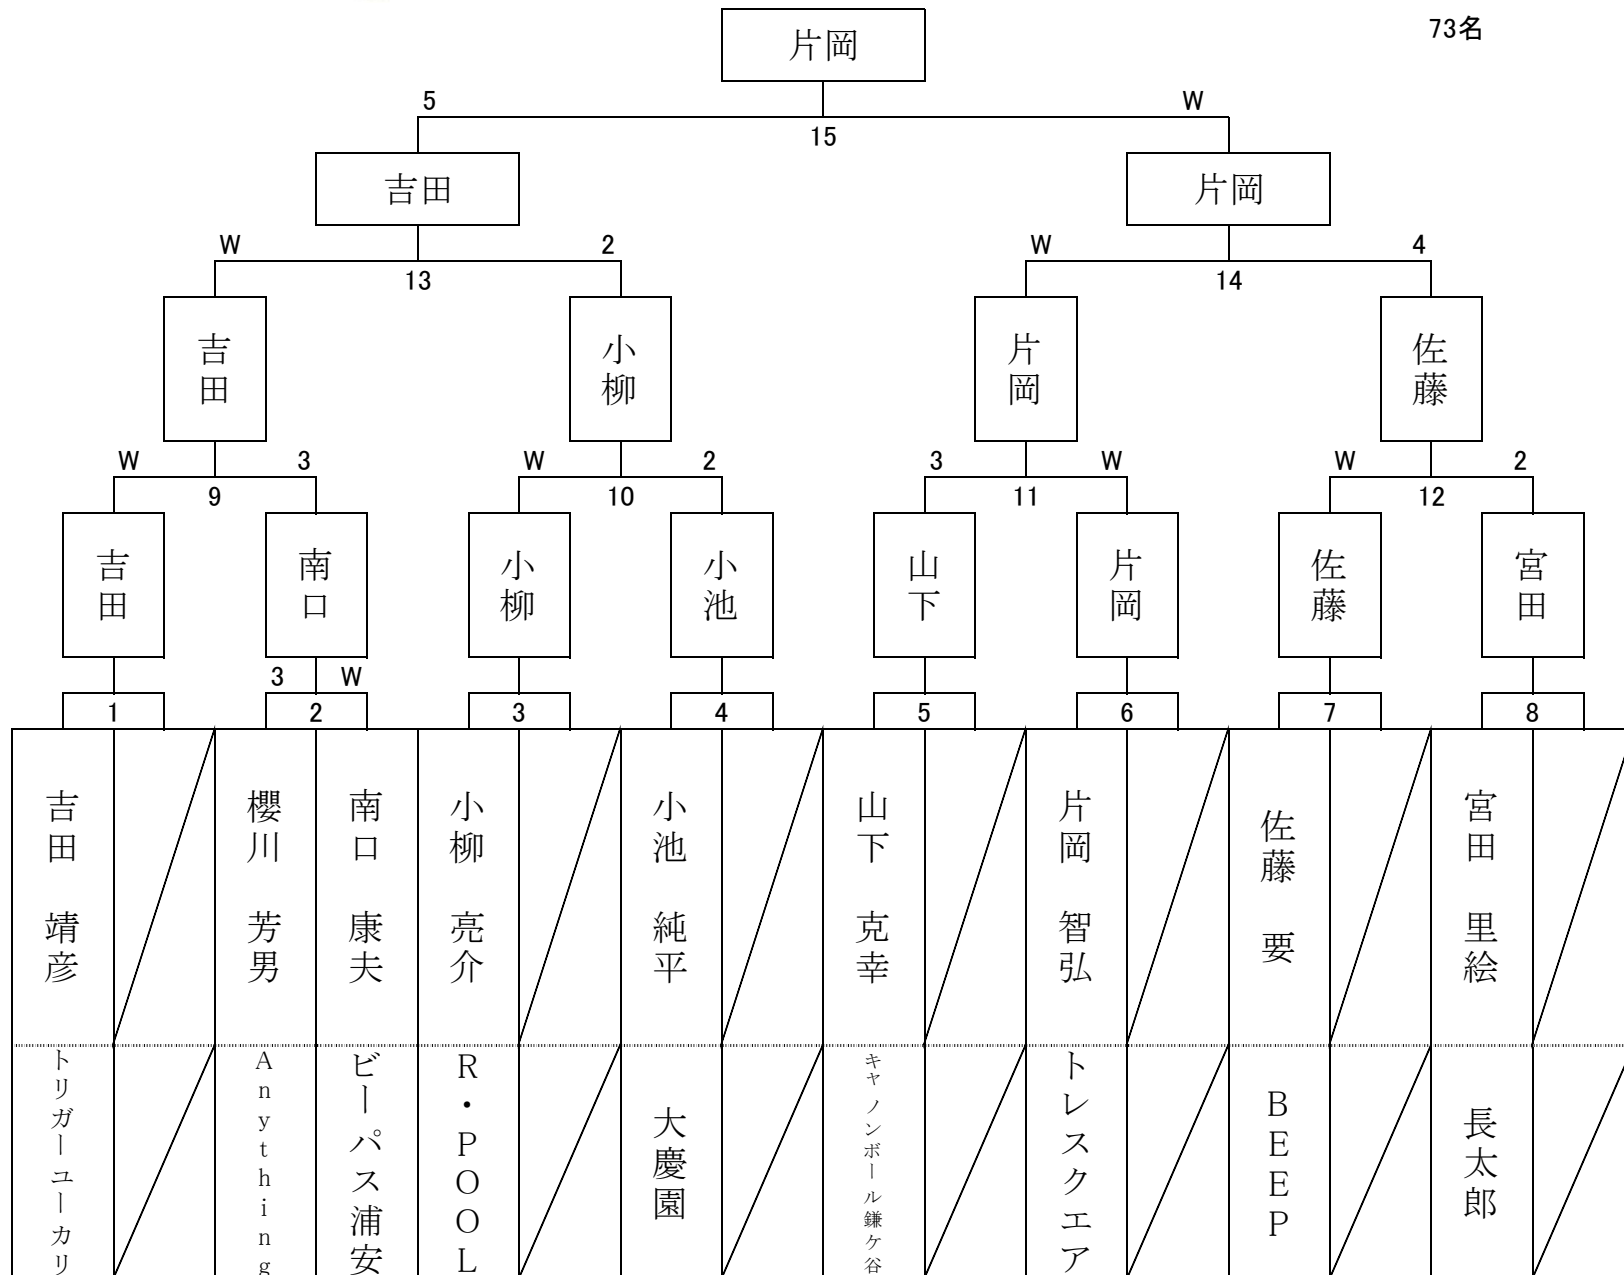 73名
片岡
5 W
15
吉田 片岡
W 2 W 4
13 14
吉田 小柳 片岡 佐藤
W 3 W 2 3 W W 2
9 10 11 12
吉田 南口 小柳 小池 山下 片岡 佐藤 宮田
3 W
1 2 3 4 5 6 7 8
吉田 靖彦
櫻川 芳男
南口 康夫
小柳 亮介
小池 純平
山下 克幸
片岡 智弘
佐藤 要
宮田 里絵
トリガーユーカリ
Anything
ビーパス浦安
R・POOL
大慶園
キャノンボール鎌ケ谷
トレスクエア
BEEP
長太郎